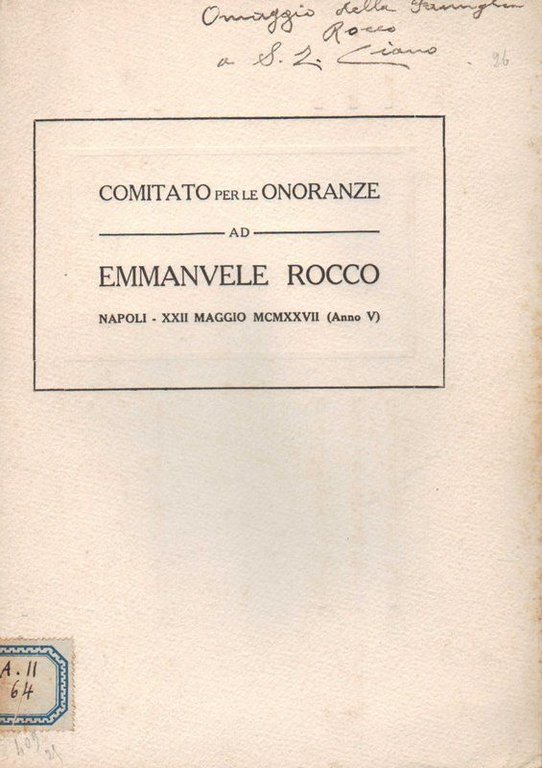 Omaggio della Famiglia
Rocco
a S. E. Ciano
26
COMITATO PER LE ONORANZE
AD
EMMANVELE ROCCO
NAPOLI - XXII MAGGIO MCMXXVII (Anno V)
A. II
64